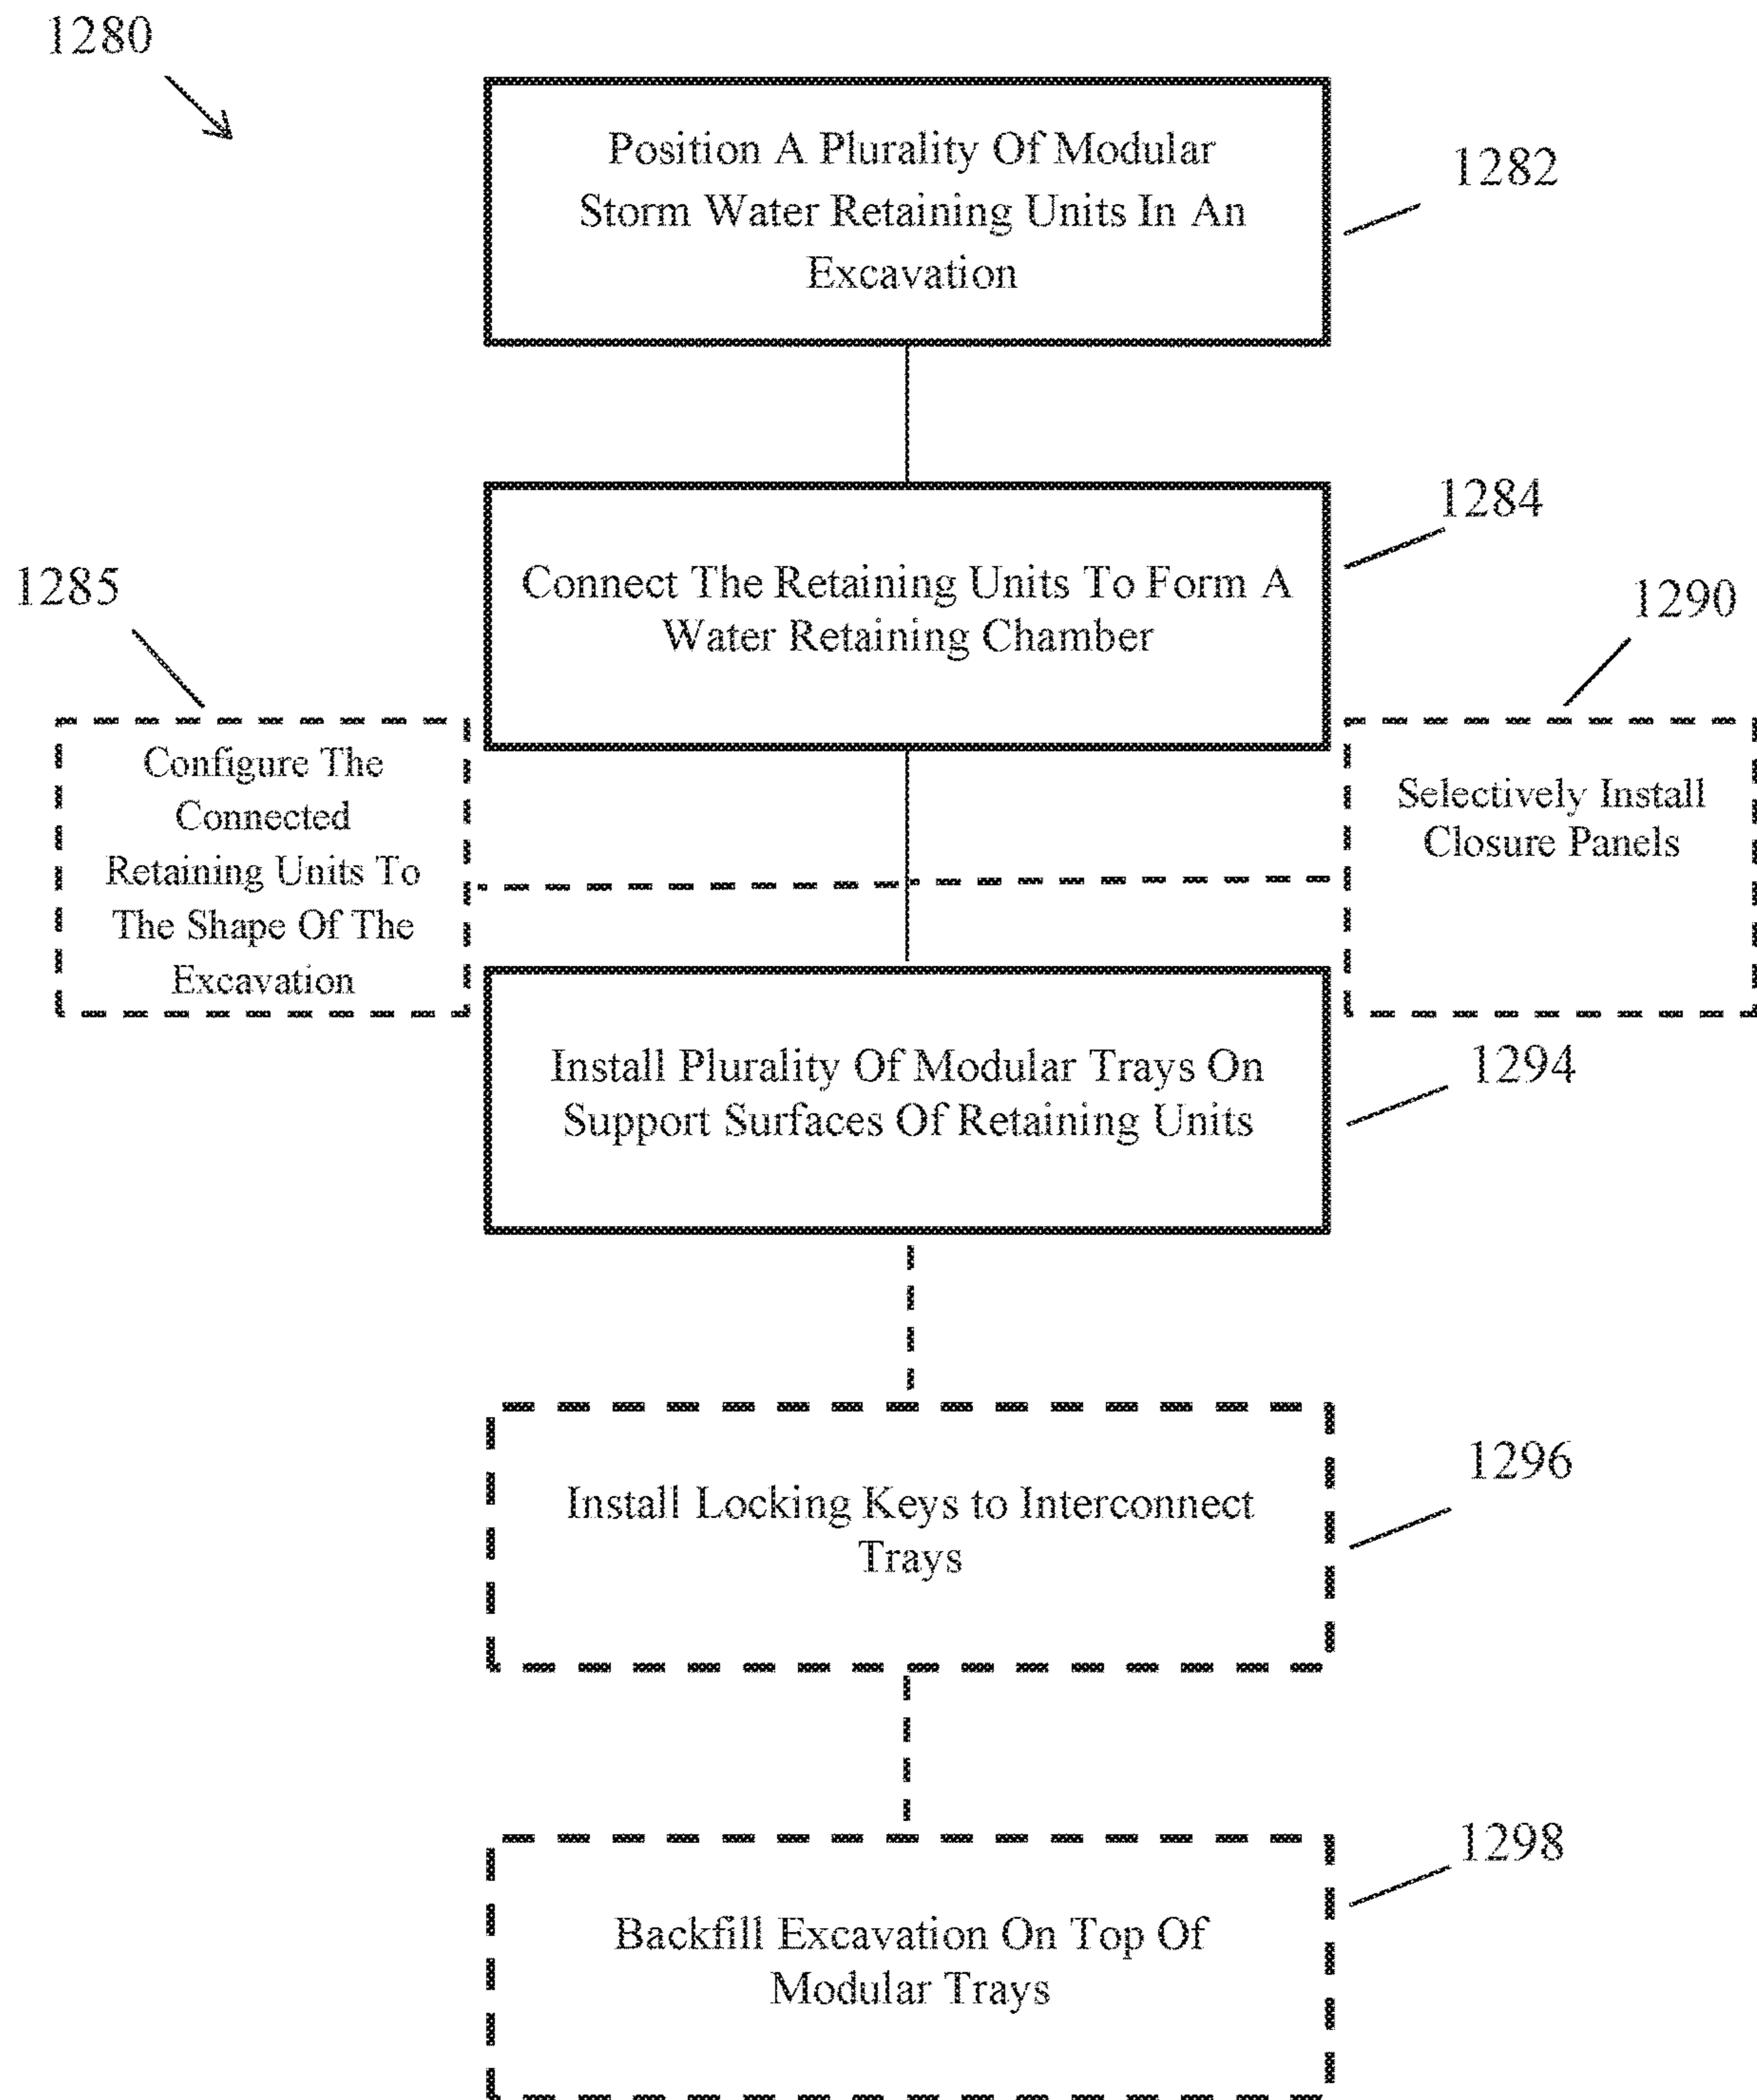 1280
Position A Plurality Of Modular
Storm Water Retaining Units In An
Excavation
1282
Connect The Retaining Units To Form A
Water Retaining Chamber
1284
1285
Configure The
Connected
Retaining Units To
The Shape Of The
Excavation
1290
Selectively Install
Closure Panels
Install Plurality Of Modular Trays On
Support Surfaces Of Retaining Units
1294
Install Locking Keys to Interconnect
Trays
1296
Backfill Excavation On Top Of
Modular Trays
1298